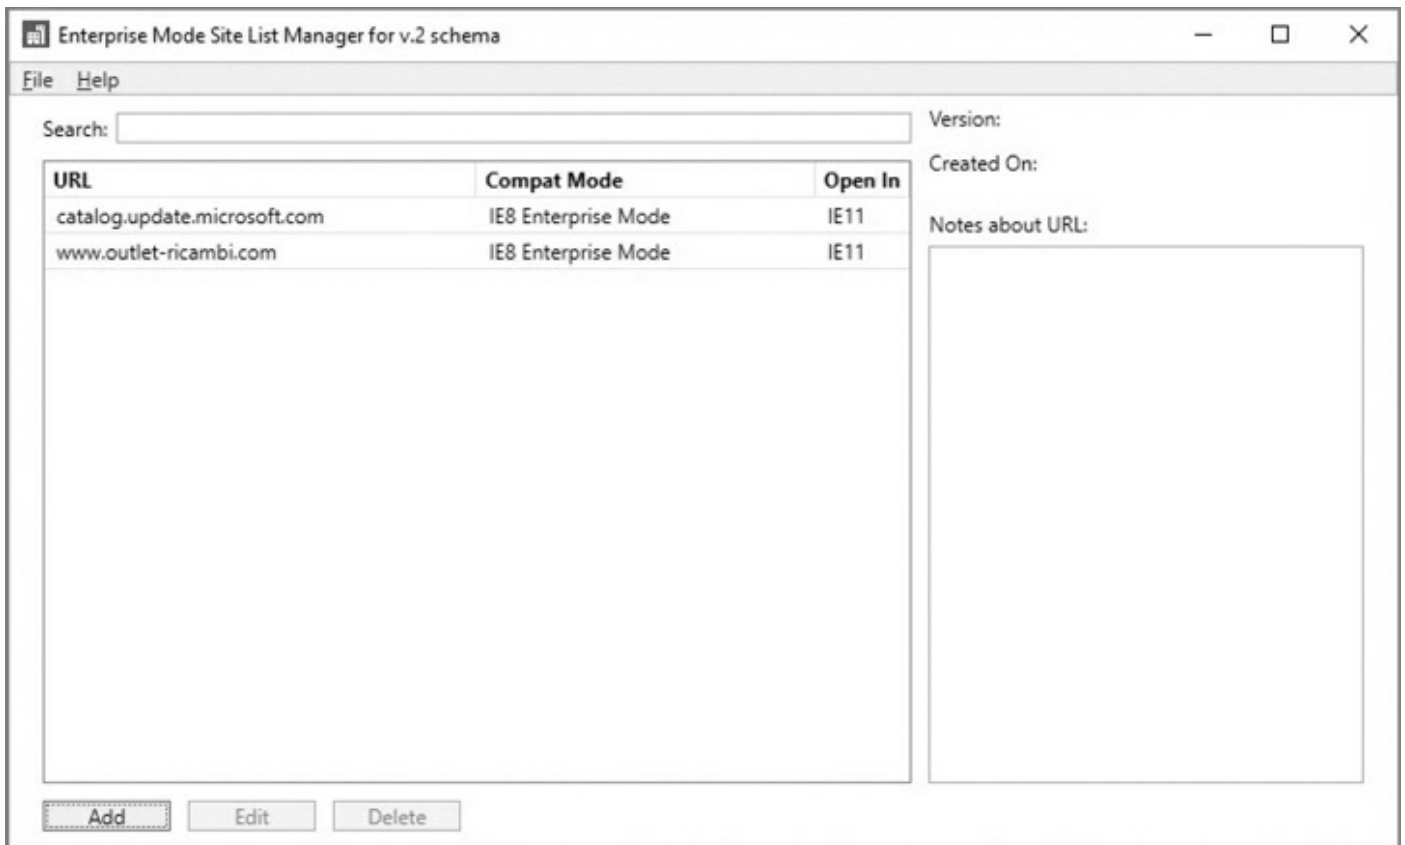 Enterprise Mode Site List Manager for v.2 schema
File Help
Search:
URL Compat Mode Open In
catalog.update.microsoft.com IE8 Enterprise Mode IE11
www.outlet-ricambi.com IE8 Enterprise Mode IE11
Version:
Created On:
Notes about URL:
Add Edit Delete